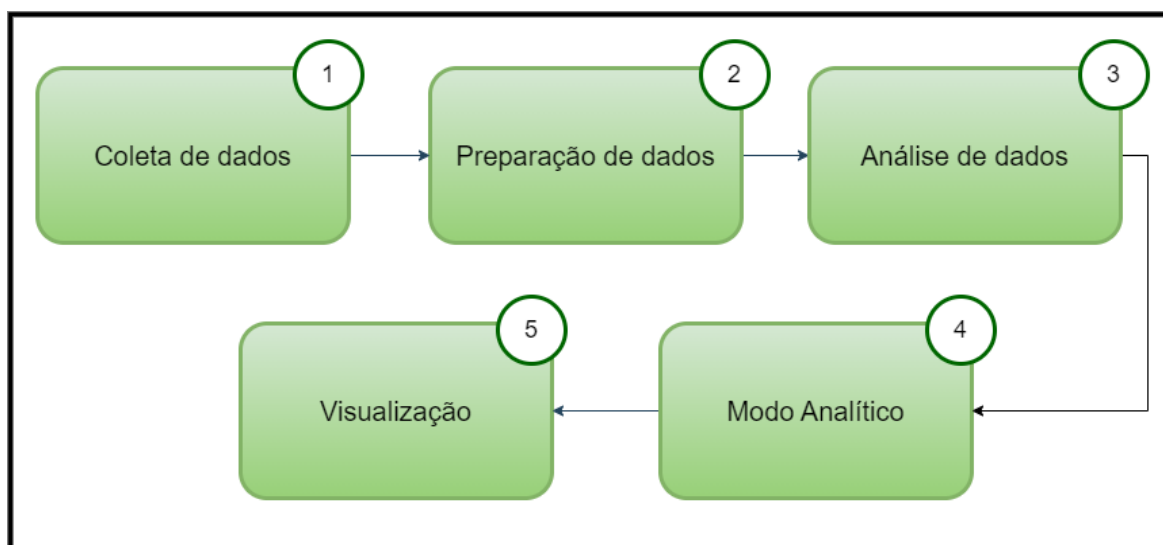 1
Coleta de dados
2
Preparação de dados
3
Análise de dados
4
Modo Analítico
5
Visualização